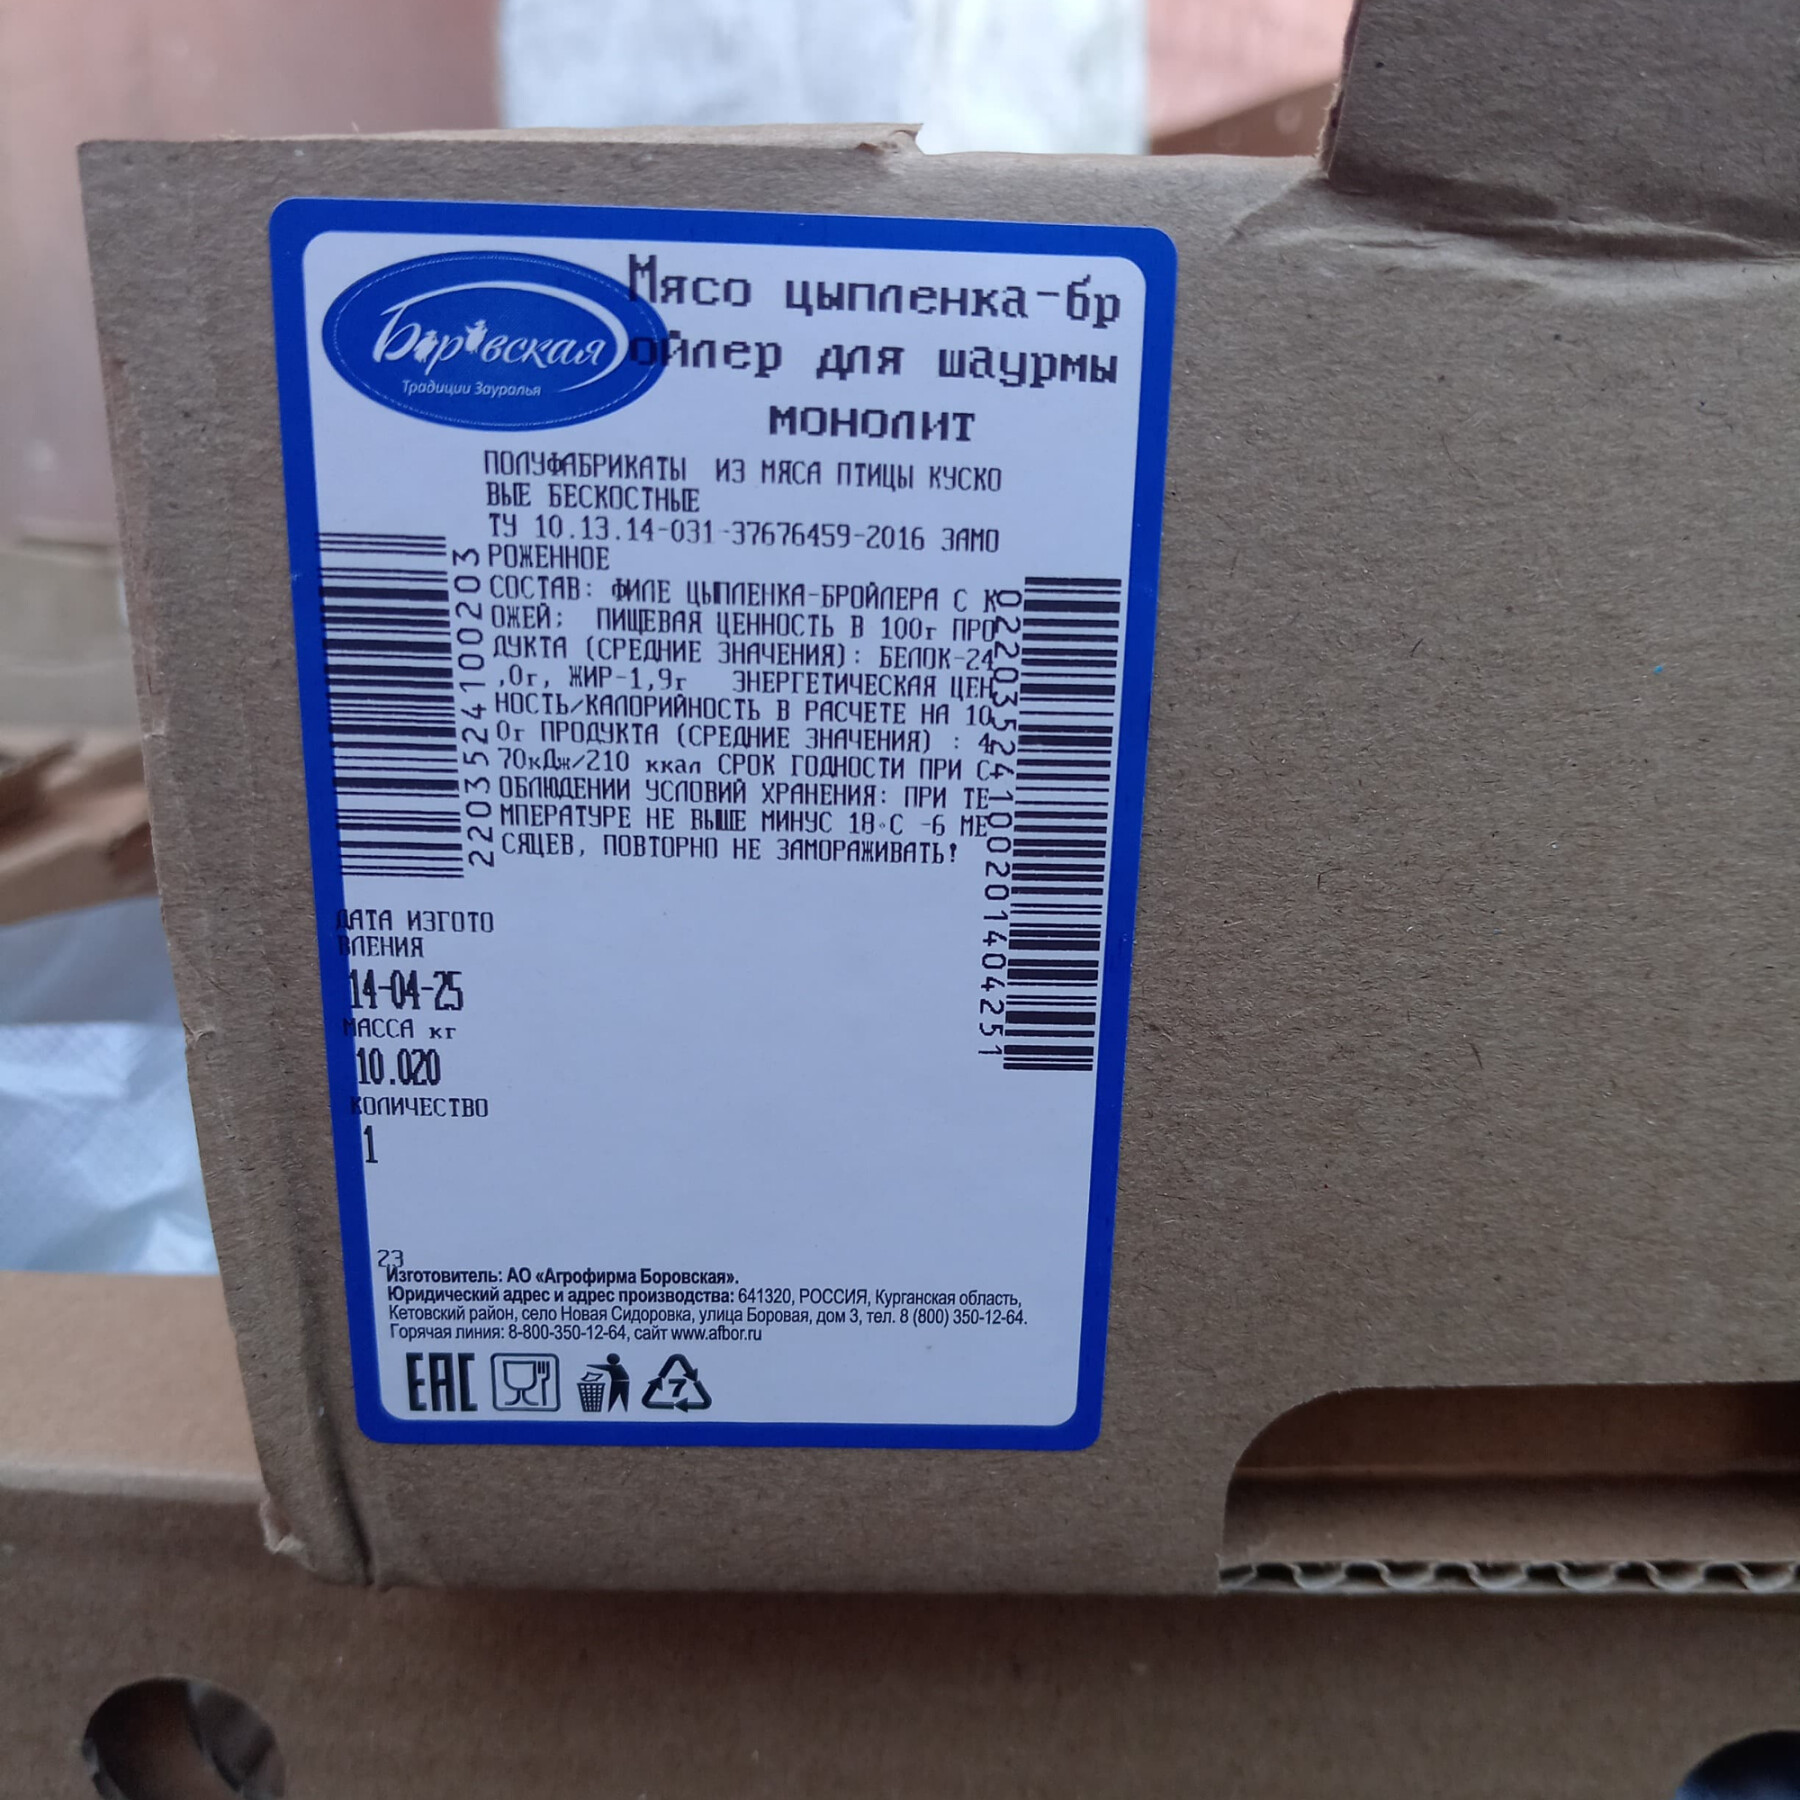 Боровская
Традиции Зауралья
Мясо цыпленка-бр
ойлер для шаурмы
монолит
ПОЛУФАБРИКАТЫ ИЗ МЯСА ПТИЦЫ КУСКО
ВЫЕ БЕСКОСТНЫЕ
ТУ 10.13.14-031-37676459-2016 ЗАМО
РОЖЕННОЕ
СОСТАВ: ФИЛЕ ЦЫПЛЕНКА-БРОЙЛЕРА С К
ОЖЕЙ; ПИЩЕВАЯ ЦЕННОСТЬ В 100г ПРО
ДУКТА (СРЕДНИЕ ЗНАЧЕНИЯ): БЕЛОК-24
,0г, ЖИР-1,9г ЭНЕРГЕТИЧЕСКАЯ ЦЕН
НОСТЬ/КАЛОРИЙНОСТЬ В РАСЧЕТЕ НА 10
0г ПРОДУКТА (СРЕДНИЕ ЗНАЧЕНИЯ) : 4
70кДж/210 ккал СРОК ГОДНОСТИ ПРИ С
ОБЛЮДЕНИИ УСЛОВИЙ ХРАНЕНИЯ: ПРИ ТЕ
МПЕРАТУРЕ НЕ ВЫШЕ МИНУС 18°С -6 МЕ
СЯЦЕВ, ПОВТОРНО НЕ ЗАМОРАЖИВАТЬ!
2203524100203
02203524100201404251
ДАТА ИЗГОТО
ВЛЕНИЯ
14-04-25
МАССА кг
10.020
КОЛИЧЕСТВО
1
23
Изготовитель: АО «Агрофирма Боровская».
Юридический адрес и адрес производства: 641320, РОССИЯ, Курганская область,
Кетовский район, село Новая Сидоровка, улица Боровая, дом 3, тел. 8 (800) 350-12-64.
Горячая линия: 8-800-350-12-64, сайт www.afbor.ru
EAC
7